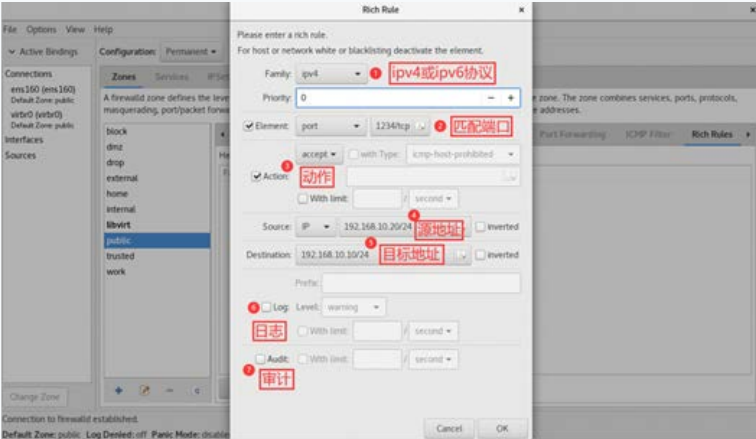 Rich Rule
File Options View Help
Active Bindings
Configuration: Permanent
Connections
ens160 (ens160)
Default Zone: public
virbr0 (virbr0)
Default Zone: public
Interfaces
Sources
Change Zone
Zones Services
A firewalld zone defines the leve
masquerading, port/packet forwa
block
dmz
drop
external
home
internal
libvirt
public
trusted
work
Please enter a rich rule.
For host or network white or blacklisting deactivate the element.
Family: ipv4 1 ipv4或ipv6协议
Priority: 0
Element: port 1234/tcp 2 匹配端口
accept with Type: icmp-host-prohibited
3
Action: 动作
With limit: / second
4
Source: IP 192.168.10.20/24 源地址 inverted
5
Destination: 192.168.10.10/24 目标地址 inverted
Prefix:
6 Log: Level: warning
日志 With limit: / second
7 Audit: With limit: / second
审计
Cancel OK
e zone. The zone combines services, ports, protocols,
e addresses.
Port Forwarding ICMP Filter Rich Rules
Connection to firewalld established.
Default Zone: public Log Denied: off Panic Mode: disable